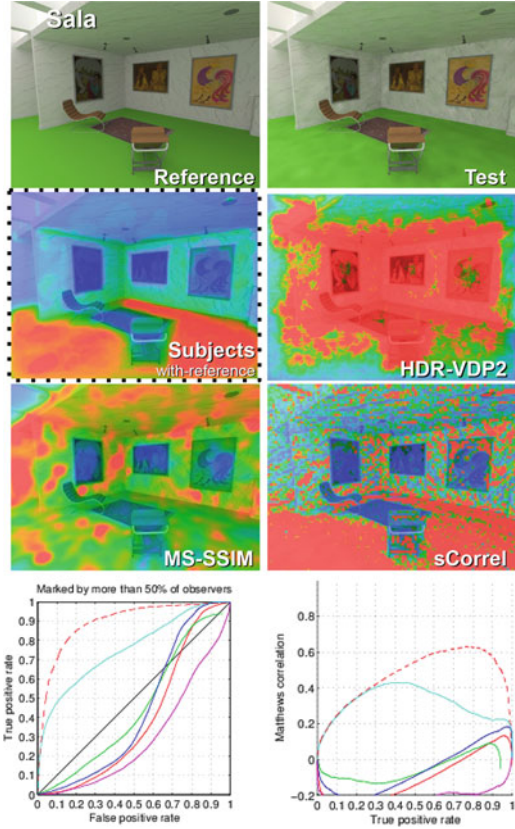 Sala
Reference
Test
Subjects
with-reference
HDR-VDP2
MS-SSIM
sCorrel
Marked by more than 50% of observers
True positive rate
1
0.9
0.8
0.7
0.6
0.5
0.4
0.3
0.2
0.1
0
0 0.1 0.2 0.3 0.4 0.5 0.6 0.7 0.8 0.9 1
False positive rate
Matthews correlation
0.8
0.6
0.4
0.2
0
−0.2
0 0.1 0.2 0.3 0.4 0.5 0.6 0.7 0.8 0.9 1
True positive rate